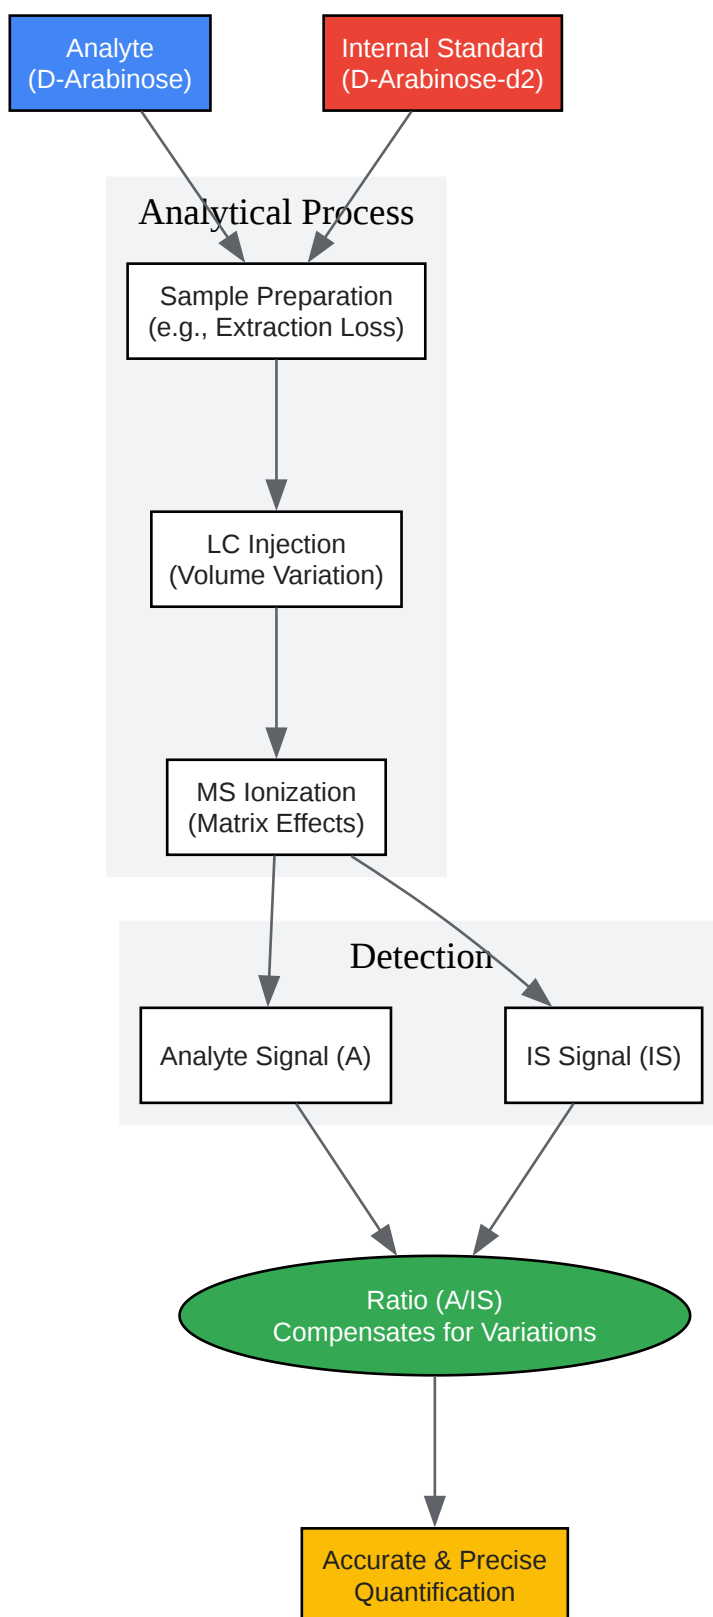 Analyte
(D-Arabinose)
Internal Standard
(D-Arabinose-d2)
Analytical Process
Sample Preparation
(e.g., Extraction Loss)
LC Injection
(Volume Variation)
MS Ionization
(Matrix Effects)
Detection
Analyte Signal (A)
IS Signal (IS)
Ratio (A/IS)
Compensates for Variations
Accurate & Precise
Quantification